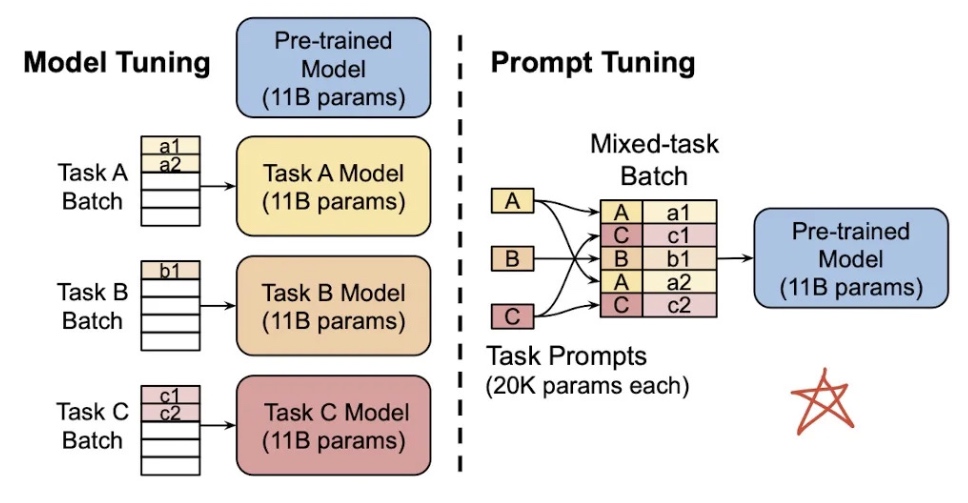 Model Tuning
Pre-trained
Model
(11B params)
Task A
Batch
a1
a2
Task A Model
(11B params)
Task B
Batch
b1
Task B Model
(11B params)
Task C
Batch
c1
c2
Task C Model
(11B params)
Prompt Tuning
Mixed-task
Batch
A
B
C
A a1
C c1
B b1
A a2
C c2
Task Prompts
(20K params each)
Pre-trained
Model
(11B params)